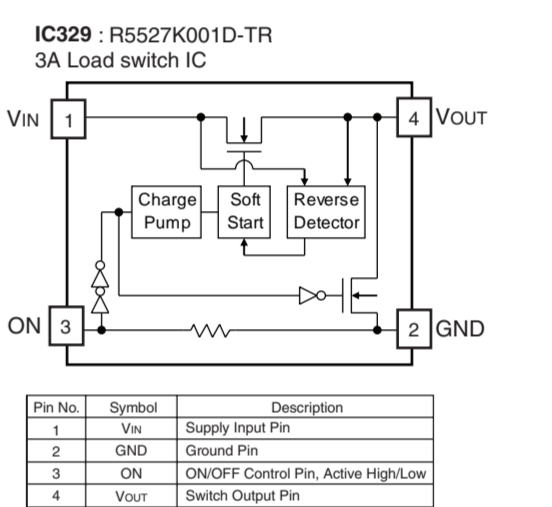 IC329 : R5527K001D-TR
3A Load switch IC
VIN 1
4 VOUT
Charge Pump
Soft Start
Reverse Detector
ON 3
2 GND
Pin No. Symbol Description
1 VIN Supply Input Pin
2 GND Ground Pin
3 ON ON/OFF Control Pin, Active High/Low
4 VOUT Switch Output Pin